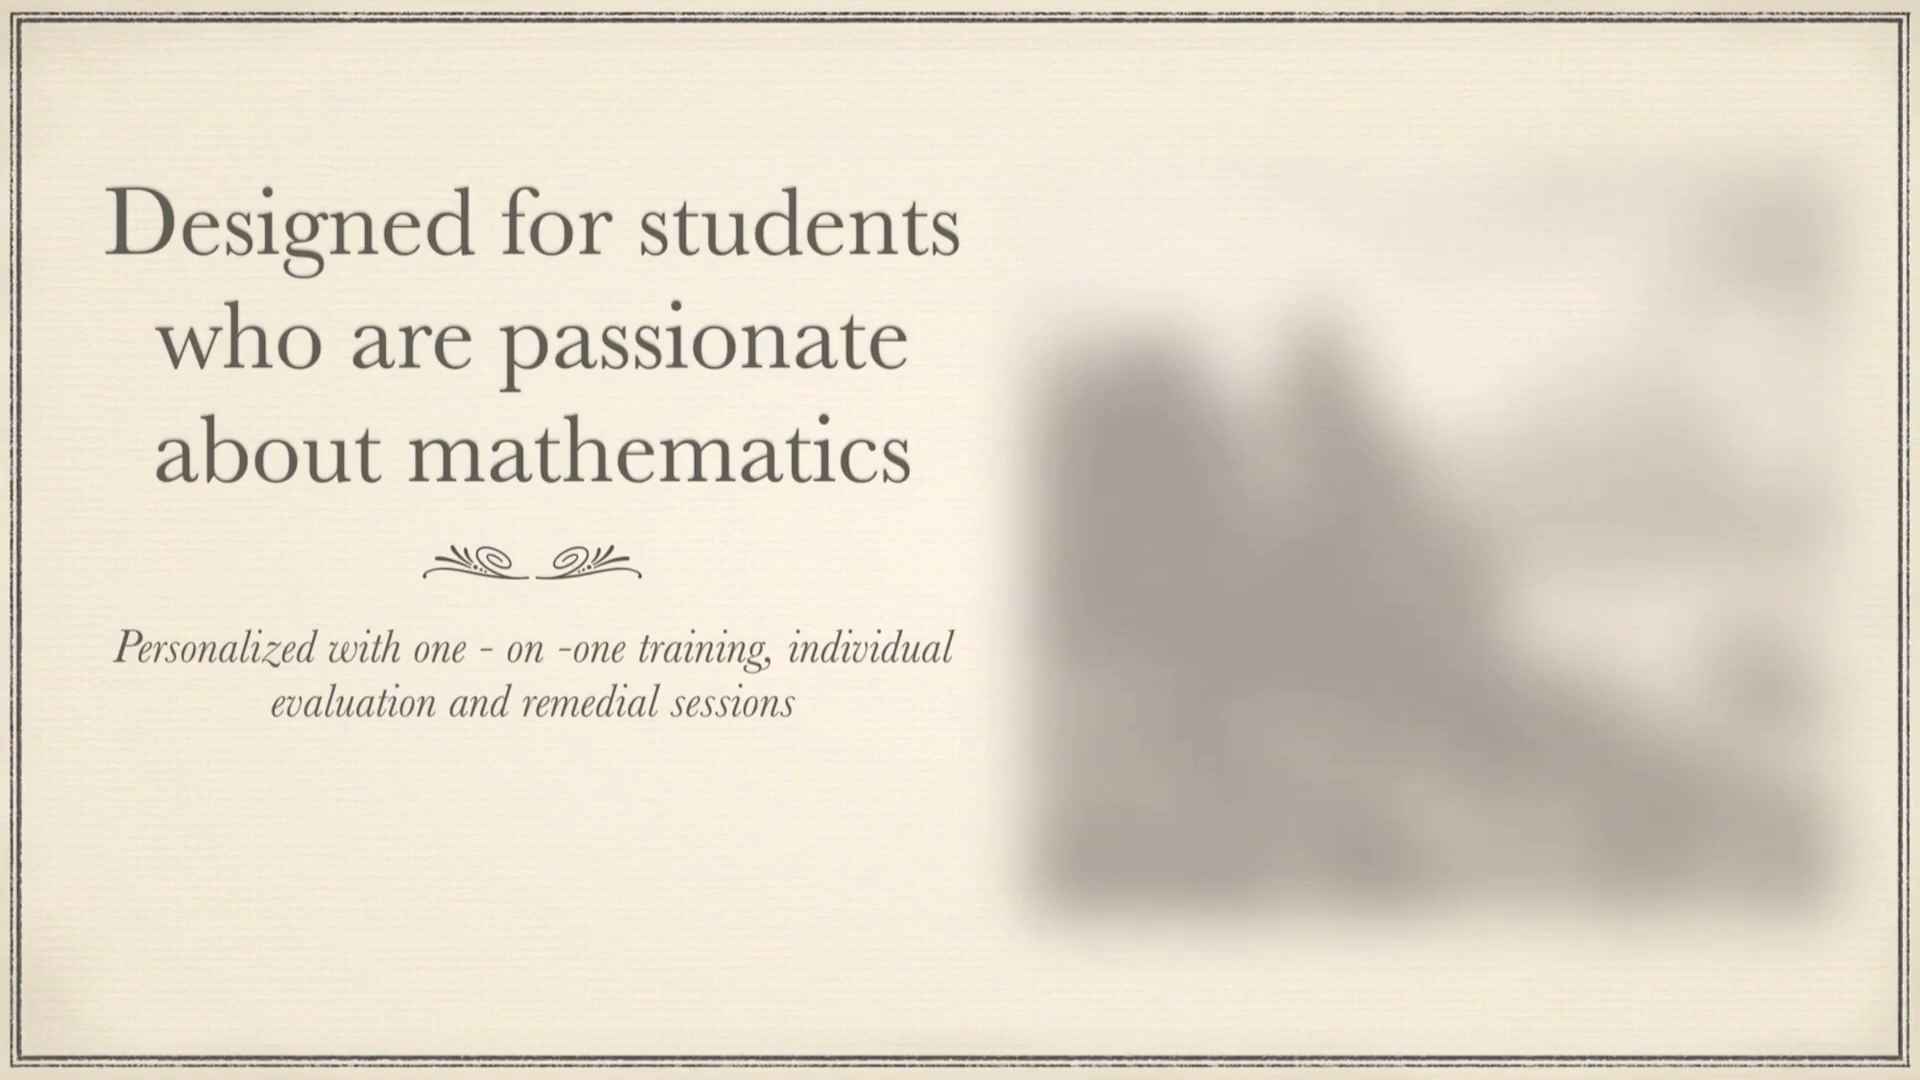 Designed for students
who are passionate
about mathematics
Personalized with one - on -one training, individual
evaluation and remedial sessions